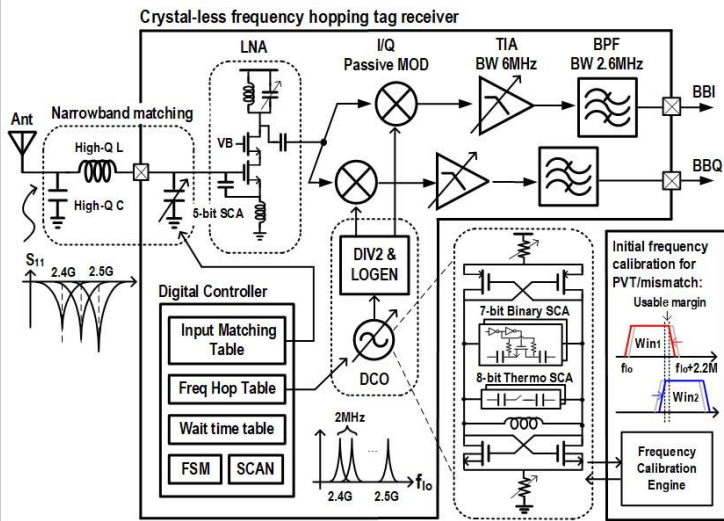 Crystal-less frequency hopping tag receiver
LNA
I/Q
Passive MOD
TIA
BW 6MHz
BPF
BW 2.6MHz
BBI
BBQ
Ant
Narrowband matching
High-Q L
High-Q C
VB
5-bit SCA
S11
2.4G 2.5G
Digital Controller
Input Matching
Table
Freq Hop Table
Wait time table
FSM
SCAN
DIV2 &
LOGEN
DCO
2MHz
...
2.4G 2.5G
flo
7-bit Binary SCA
8-bit Thermo SCA
Initial frequency
calibration for
PVT/mismatch:
Usable margin
Win1
flo flo+2.2M
Win2
Frequency
Calibration
Engine